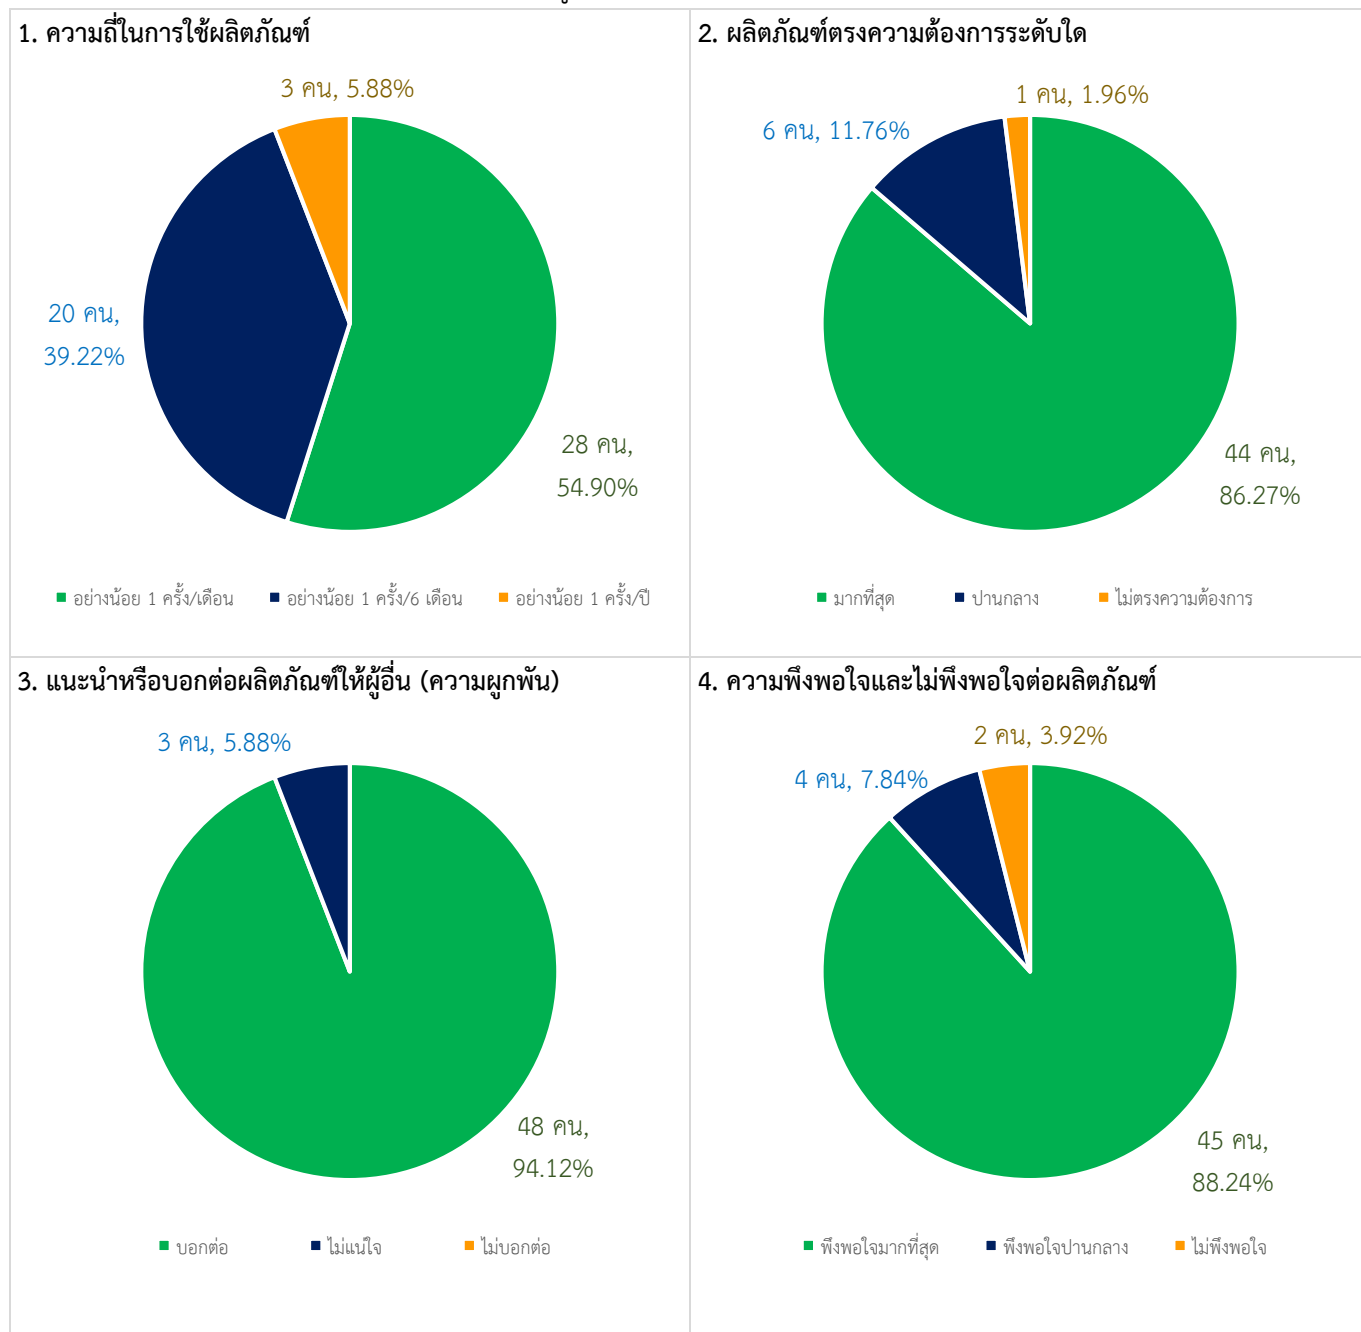 1. ความถี่ในการใช้ผลิตภัณฑ์
3 คน, 5.88%
20 คน,
39.22%
28 คน,
54.90%
อย่างน้อย 1 ครั้ง/เดือน อย่างน้อย 1 ครั้ง/6 เดือน อย่างน้อย 1 ครั้ง/ปี
2. ผลิตภัณฑ์ตรงความต้องการระดับใด
1 คน, 1.96%
6 คน, 11.76%
44 คน,
86.27%
มากที่สุด ปานกลาง ไม่ตรงความต้องการ
3. แนะนำหรือบอกต่อผลิตภัณฑ์ให้ผู้อื่น (ความผูกพัน)
3 คน, 5.88%
48 คน,
94.12%
บอกต่อ ไม่แน่ใจ ไม่บอกต่อ
4. ความพึงพอใจและไม่พึงพอใจต่อผลิตภัณฑ์
2 คน, 3.92%
4 คน, 7.84%
45 คน,
88.24%
พึงพอใจมากที่สุด พึงพอใจปานกลาง ไม่พึงพอใจ